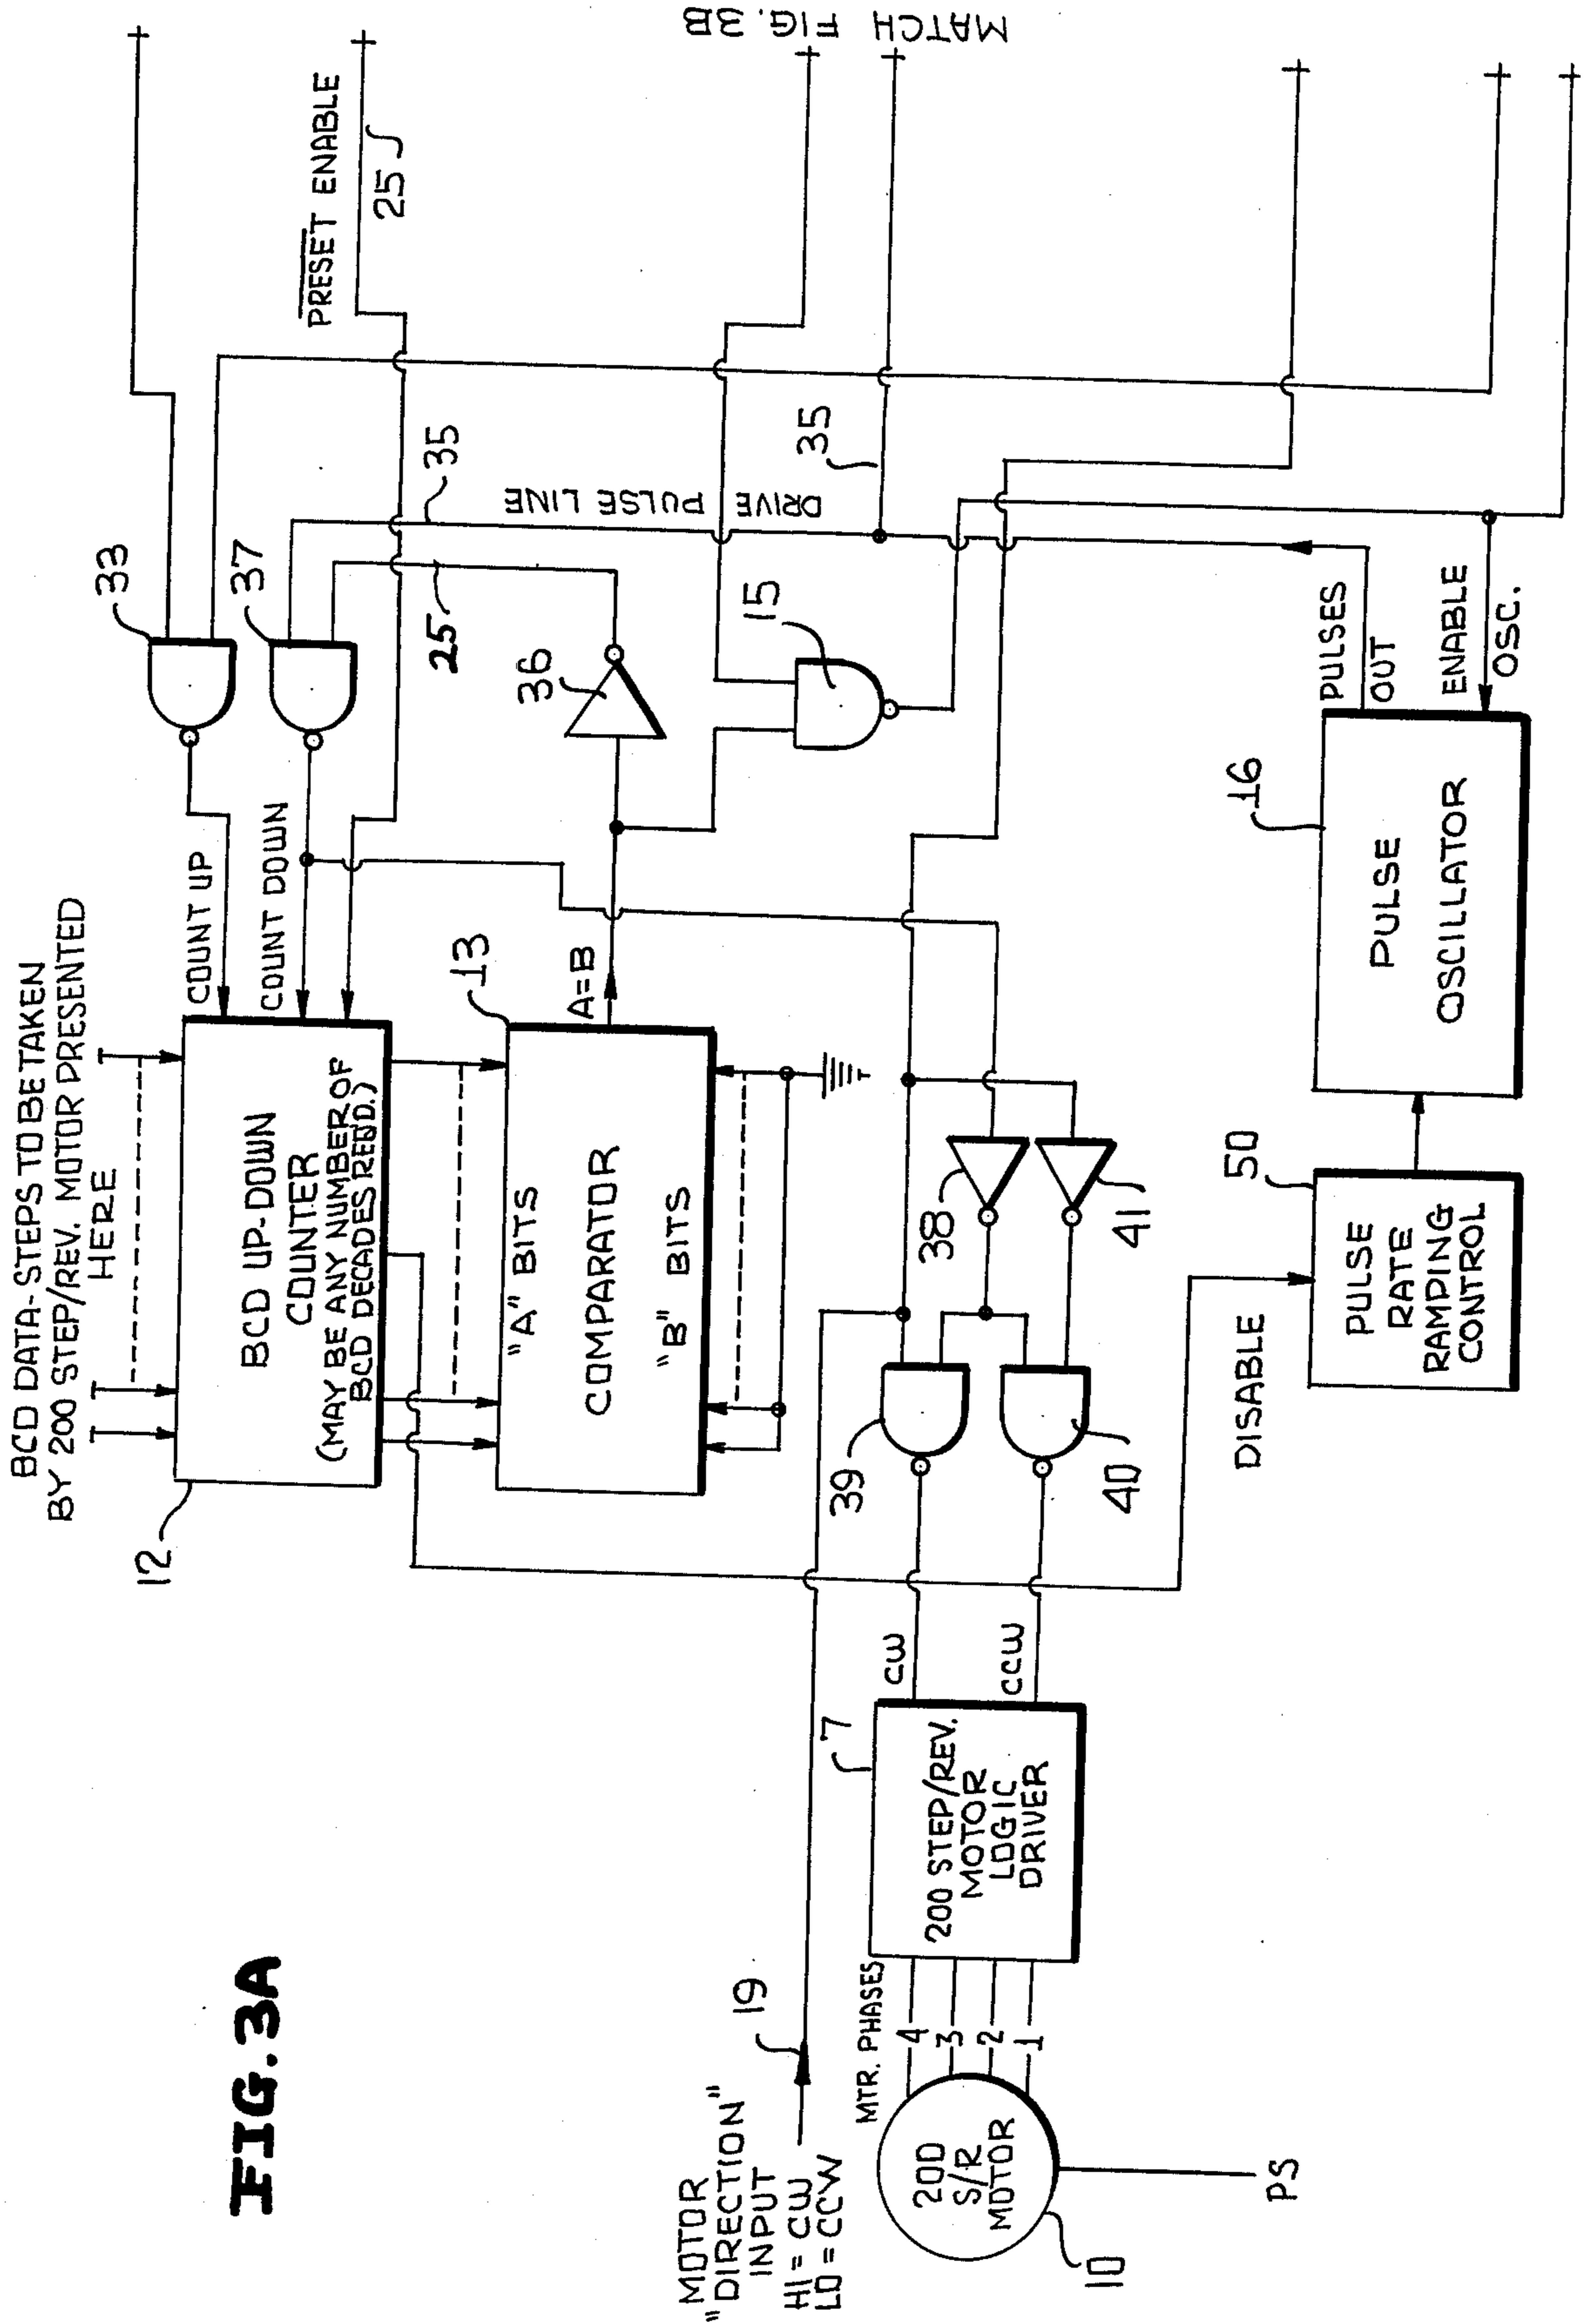 FIG. 3A
BCD DATA-STEPS TO BE TAKEN
BY 200 STEP/REV. MOTOR PRESENTED
HERE
12
BCD UP-DOWN
COUNTER
(MAY BE ANY NUMBER OF
BCD DECADES REQD.)
COUNT UP
COUNT DOWN
33
37
PRESET ENABLE
25
35
25
36
DRIVE PULSE LINE
35
MATCH FIG. 3B
13
"A" BITS
COMPARATOR
"B" BITS
A=B
15
MOTOR
"DIRECTION"
INPUT
HI = CW
LO = CCW
19
MTR. PHASES
4
3
2
1
200
S/R
MOTOR
10
PS
7
200 STEP/REV.
MOTOR
LOGIC
DRIVER
CW
CCW
39
40
38
41
DISABLE
50
PULSE
RATE
RAMPING
CONTROL
16
PULSE
OSCILLATOR
PULSES
OUT
ENABLE
OSC.